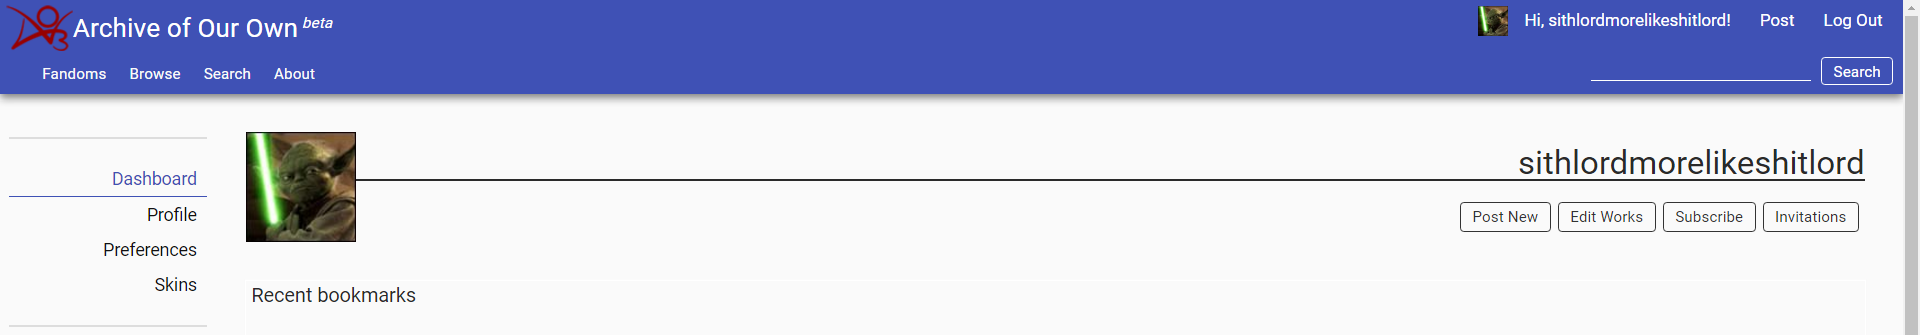 Archive of Our Own beta
Hi, sithlordmorelikeshitlord! Post Log Out
Fandoms Browse Search About
Search
Dashboard
Profile
Preferences
Skins
sithlordmorelikeshitlord
Post New Edit Works Subscribe Invitations
Recent bookmarks